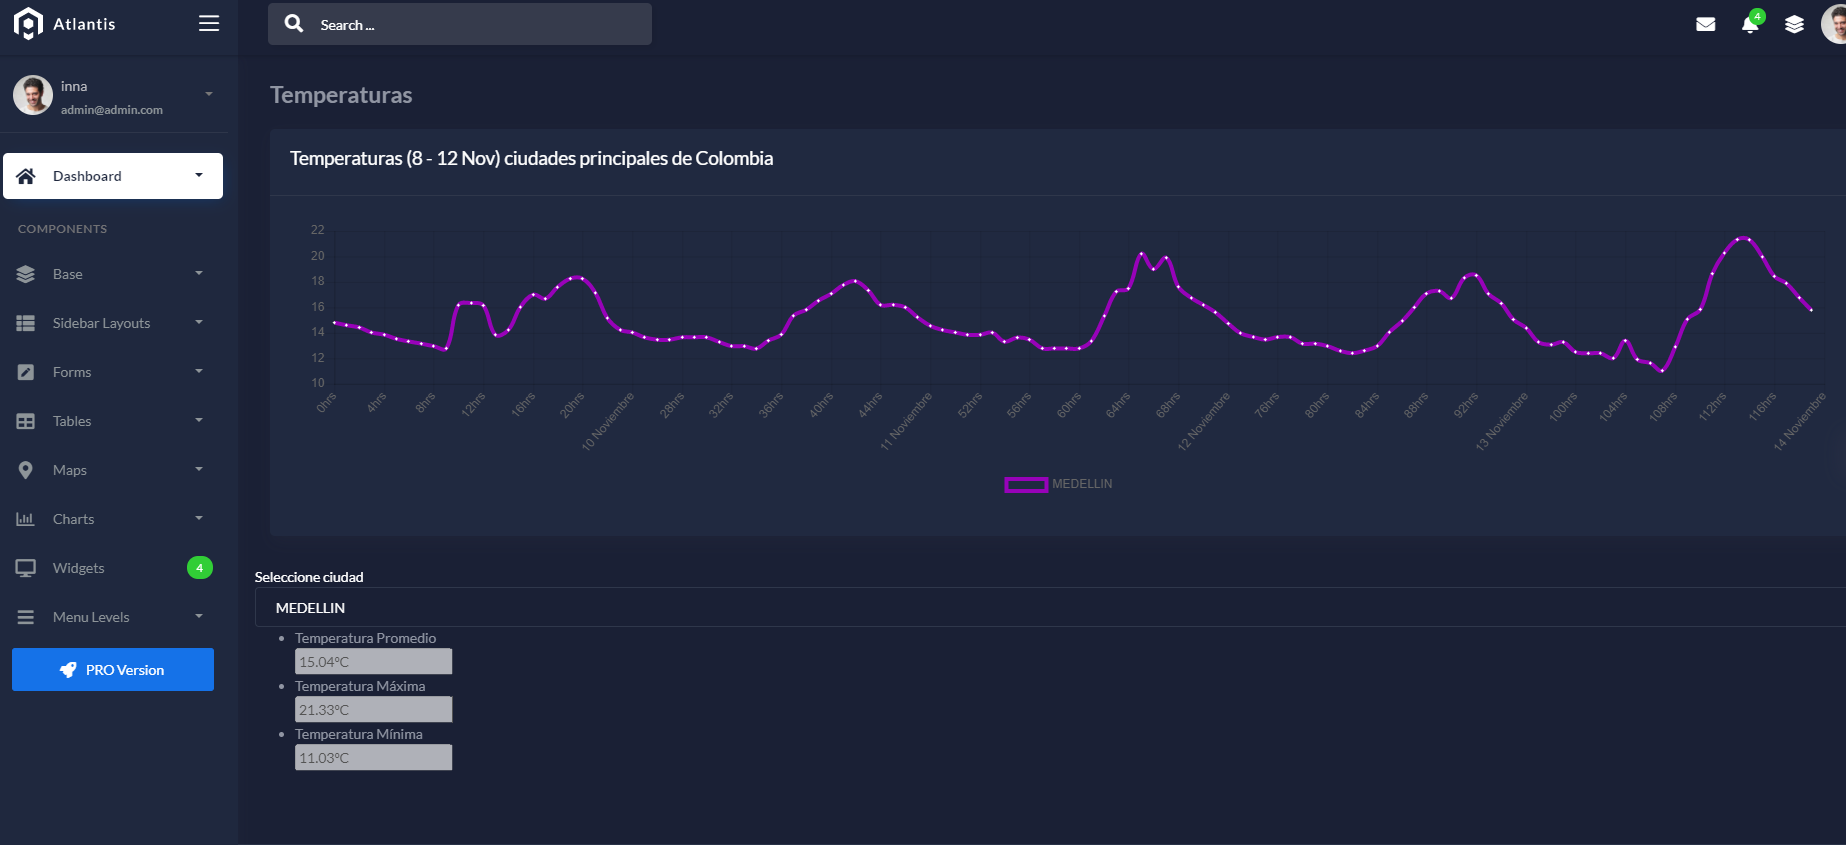 Atlantis
Search ...
4
inna
admin@admin.com
Dashboard
COMPONENTS
Base
Sidebar Layouts
Forms
Tables
Maps
Charts
Widgets
4
Menu Levels
PRO Version
Temperaturas
Temperaturas (8 - 12 Nov) ciudades principales de Colombia
22
20
18
16
14
12
10
0hrs
4hrs
8hrs
12hrs
16hrs
20hrs
10 Noviembre
28hrs
32hrs
36hrs
40hrs
44hrs
11 Noviembre
52hrs
56hrs
60hrs
64hrs
68hrs
12 Noviembre
76hrs
80hrs
84hrs
88hrs
92hrs
13 Noviembre
100hrs
104hrs
108hrs
112hrs
116hrs
14 Noviembre
MEDELLIN
Seleccione ciudad
MEDELLIN
Temperatura Promedio
15.04ºC
Temperatura Máxima
21.33ºC
Temperatura Mínima
11.03ºC